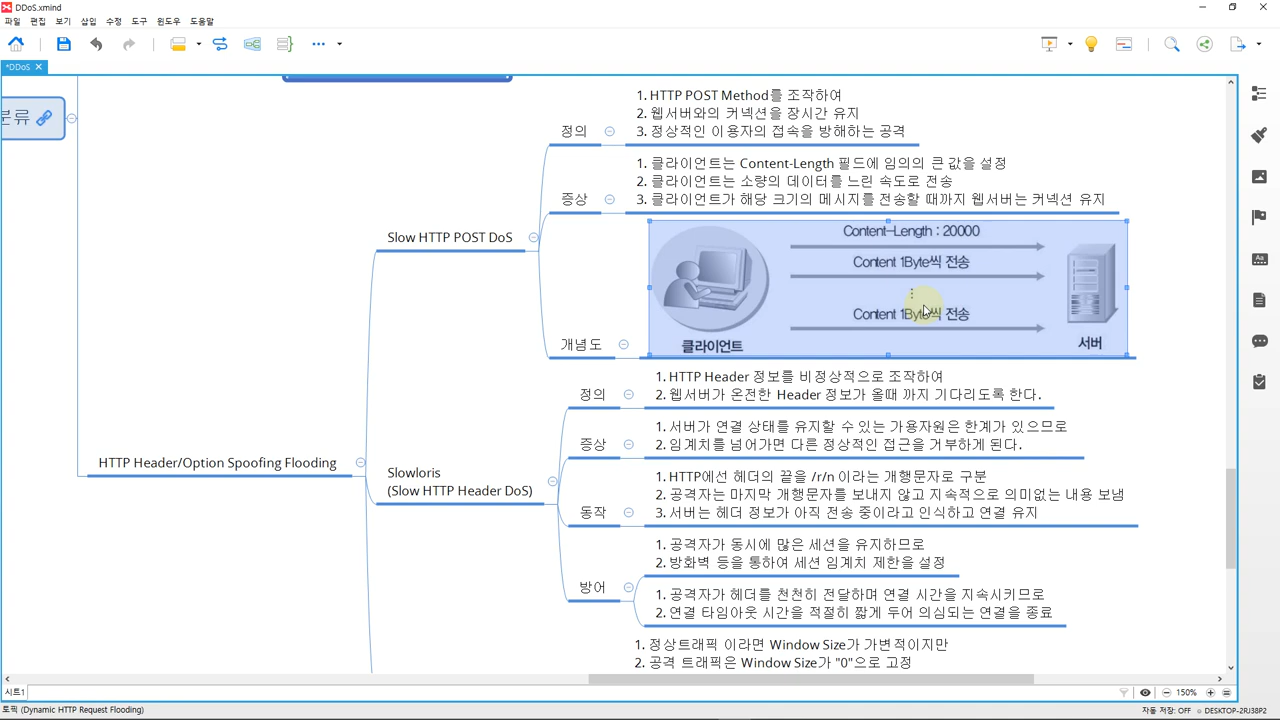 DDoS.xmind
파일 편집 보기 삽입 수정 도구 윈도우 도움말
*DDoS
분류
1. HTTP POST Method를 조작하여
2. 웹서버와의 커넥션을 장시간 유지
정의
3. 정상적인 이용자의 접속을 방해하는 공격
1. 클라이언트는 Content-Length 필드에 임의의 큰 값을 설정
2. 클라이언트는 소량의 데이터를 느린 속도로 전송
증상
3. 클라이언트가 해당 크기의 메시지를 전송할 때까지 웹서버는 커넥션 유지
Slow HTTP POST DoS
Content-Length : 20000
Content 1Byte씩 전송
⋮
Content 1Byte씩 전송
클라이언트
서버
개념도
1. HTTP Header 정보를 비정상적으로 조작하여
정의
2. 웹서버가 온전한 Header 정보가 올때 까지 기다리도록 한다.
1. 서버가 연결 상태를 유지할 수 있는 가용자원은 한계가 있으므로
증상
2. 임계치를 넘어가면 다른 정상적인 접근을 거부하게 된다.
HTTP Header/Option Spoofing Flooding
Slowloris
(Slow HTTP Header DoS)
1. HTTP에선 헤더의 끝을 /r/n 이라는 개행문자로 구분
2. 공격자는 마지막 개행문자를 보내지 않고 지속적으로 의미없는 내용 보냄
동작
3. 서버는 헤더 정보가 아직 전송 중이라고 인식하고 연결 유지
1. 공격자가 동시에 많은 세션을 유지하므로
2. 방화벽 등을 통하여 세션 임계치 제한을 설정
방어
1. 공격자가 헤더를 천천히 전달하며 연결 시간을 지속시키므로
2. 연결 타임아웃 시간을 적절히 짧게 두어 의심되는 연결을 종료
1. 정상트래픽 이라면 Window Size가 가변적이지만
2. 공격 트래픽은 Window Size가 "0"으로 고정
시트1
150%
토픽 (Dynamic HTTP Request Flooding)
자동 저장: OFF
DESKTOP-2RJ38P2